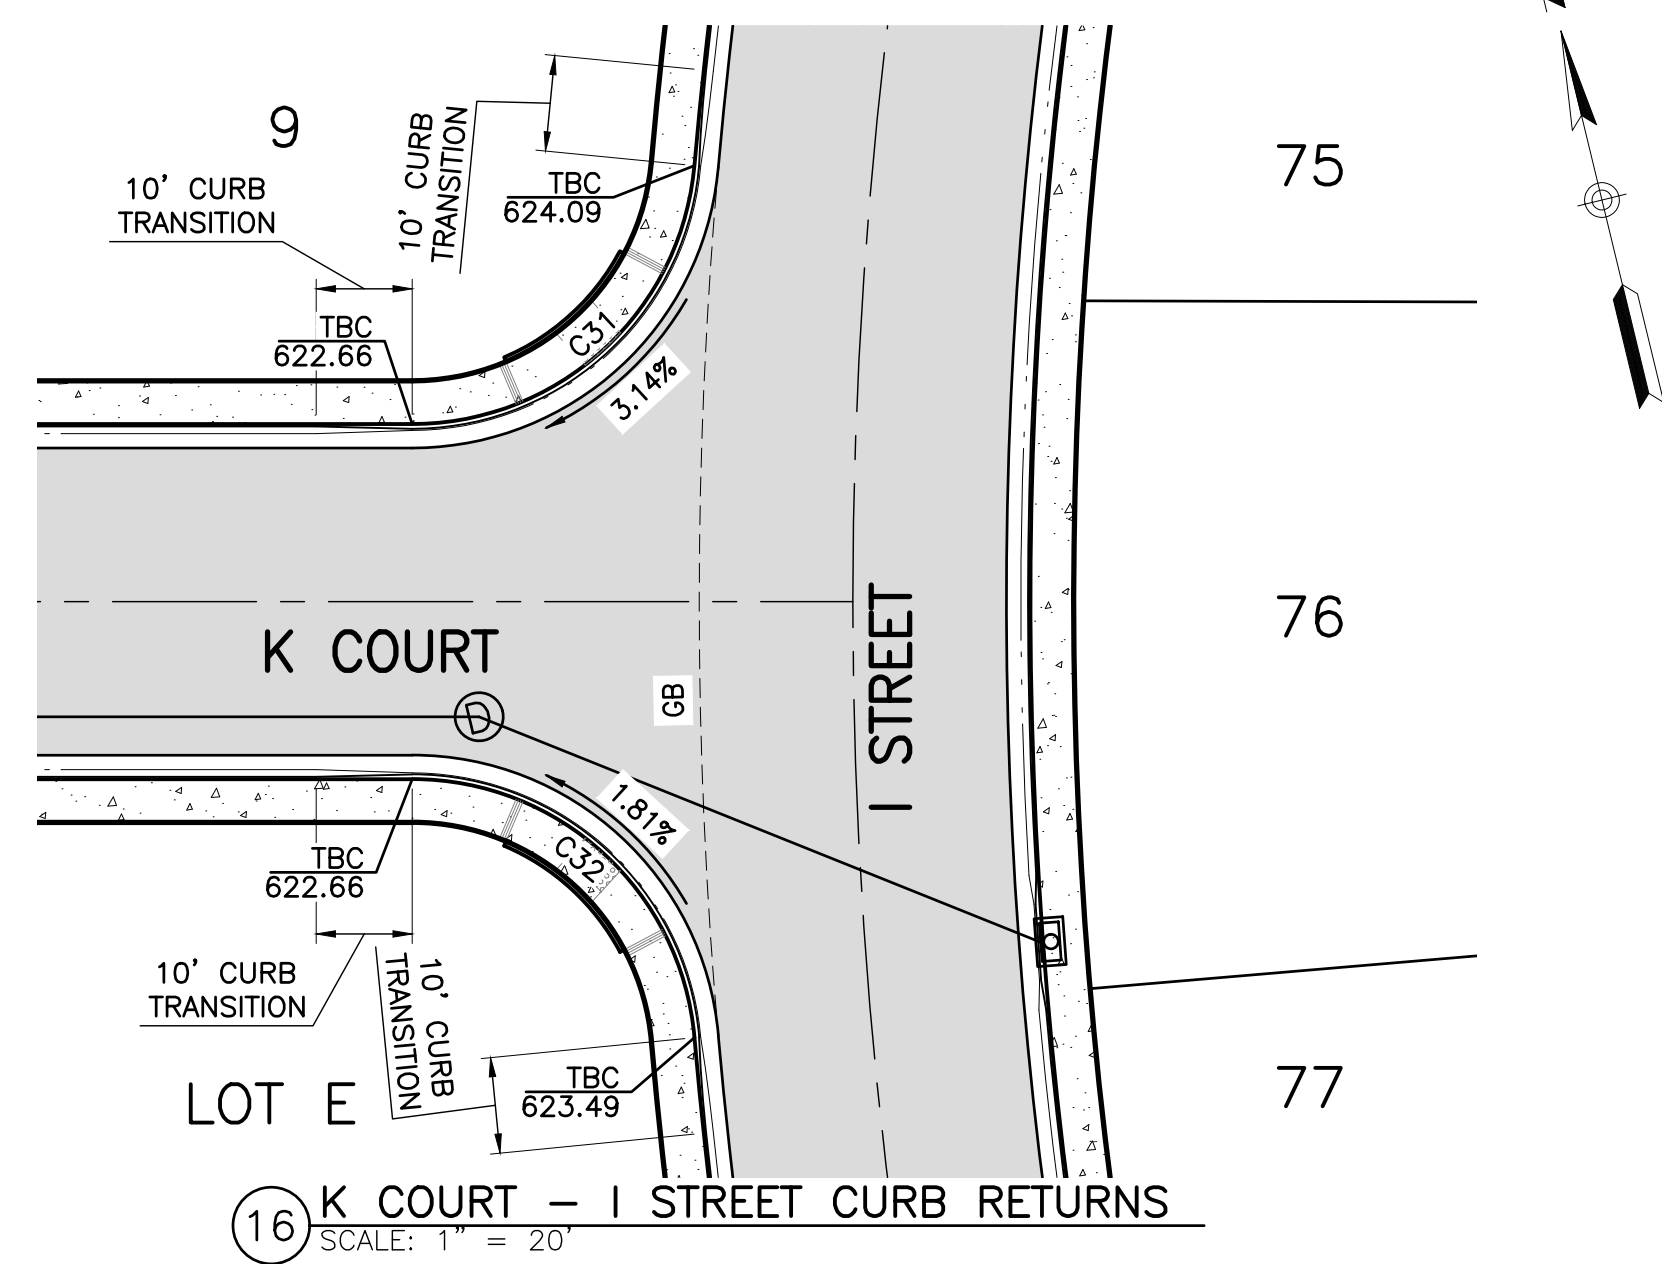 9
10' CURB
TRANSITION
10' CURB
TRANSITION
TBC
624.09
75
TBC
622.66
C31
3.14%
K COURT
I STREET
GB
76
D
1.81%
C32
TBC
622.66
10' CURB
TRANSITION
10' CURB
TRANSITION
TBC
623.49
LOT E
77
16
K COURT – I STREET CURB RETURNS
SCALE: 1" = 20'